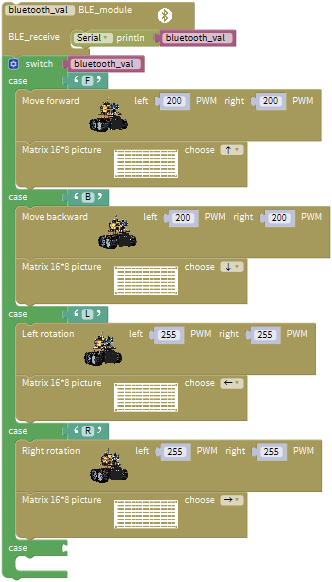 bluetooth_val BLE_module
BLE_receive Serial println bluetooth_val
switch bluetooth_val
case “ F ”
Move forward left 200 PWM right 200 PWM
Matrix 16*8 picture choose ↑
case “ B ”
Move backward left 200 PWM right 200 PWM
Matrix 16*8 picture choose ↓
case “ L ”
Left rotation left 255 PWM right 255 PWM
Matrix 16*8 picture choose ←
case “ R ”
Right rotation left 255 PWM right 255 PWM
Matrix 16*8 picture choose →
case